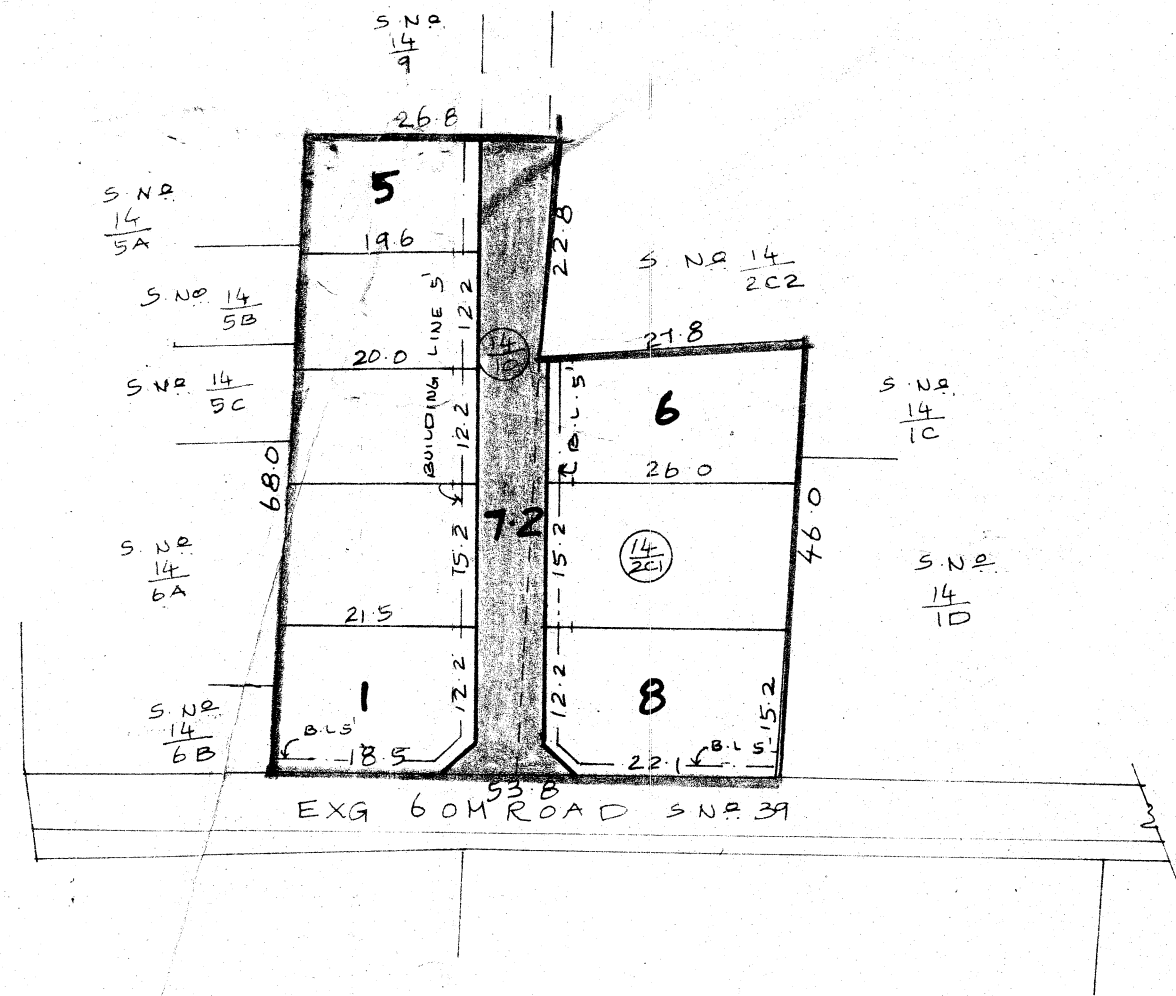 S. No
14
9
26.8
5
S. No
14
5A
19.6
22.8
S. No 14
2C2
S. No 14
5B
BUILDING LINE 5'
12.2
14
20.0
S. No 14
5C
12.2
B.L. 5'
6
S. No
14
1C
26.0
68.0
7.2
46.0
S. No
14
6A
15.2
15.2
14
2C1
S. No
14
1D
21.5
1
12.2
12.2
8
15.2
S. No
14
6B
B.L 5'
18.5
22.1
B.L 5'
53.8
EXG 6 0M ROAD S No 39